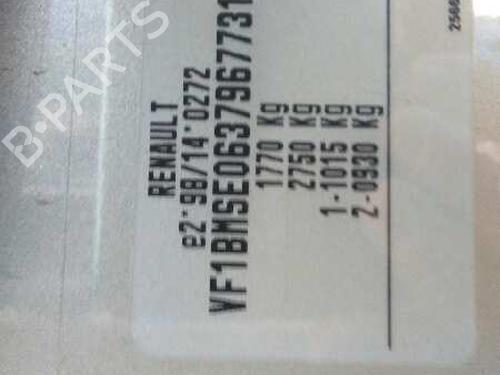 RENAULT
e2*98/14*0272
VF1BMSE0637967731
1770 Kg
2750 Kg
1-1015 Kg
2-0930 Kg
B-PARTS